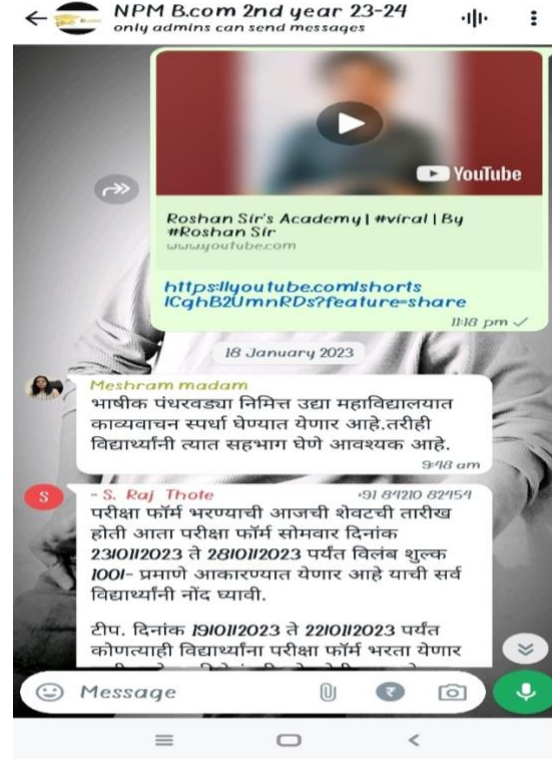 NPM B.com 2nd year 23-24
only admins can send messages
YouTube
Roshan Sir's Academy | #viral | By
#Roshan Sir
www.youtube.com
https://youtube.com/shorts
/CqhB2UmnRDs?feature=share
11:18 pm
18 January 2023
Meshram madam
भाषीक पंधरवड्या निमित्त उद्या महाविद्यालयात
काव्यवाचन स्पर्धा घेण्यात येणार आहे.तरीही
विद्यार्थ्यांनी त्यात सहभाग घेणे आवश्यक आहे.
9:48 am
S
~ S. Raj Thote +91 84210 82454
परीक्षा फॉर्म भरण्याची आजची शेवटची तारीख
होती आता परीक्षा फॉर्म सोमवार दिनांक
23/01/2023 ते 28/01/2023 पर्यंत विलंब शुल्क
100/- प्रमाणे आकारण्यात येणार आहे याची सर्व
विद्यार्थ्यांनी नोंद घ्यावी.
टीप. दिनांक 19/01/2023 ते 22/01/2023 पर्यंत
कोणत्याही विद्यार्थ्यांना परीक्षा फॉर्म भरता येणार
Message